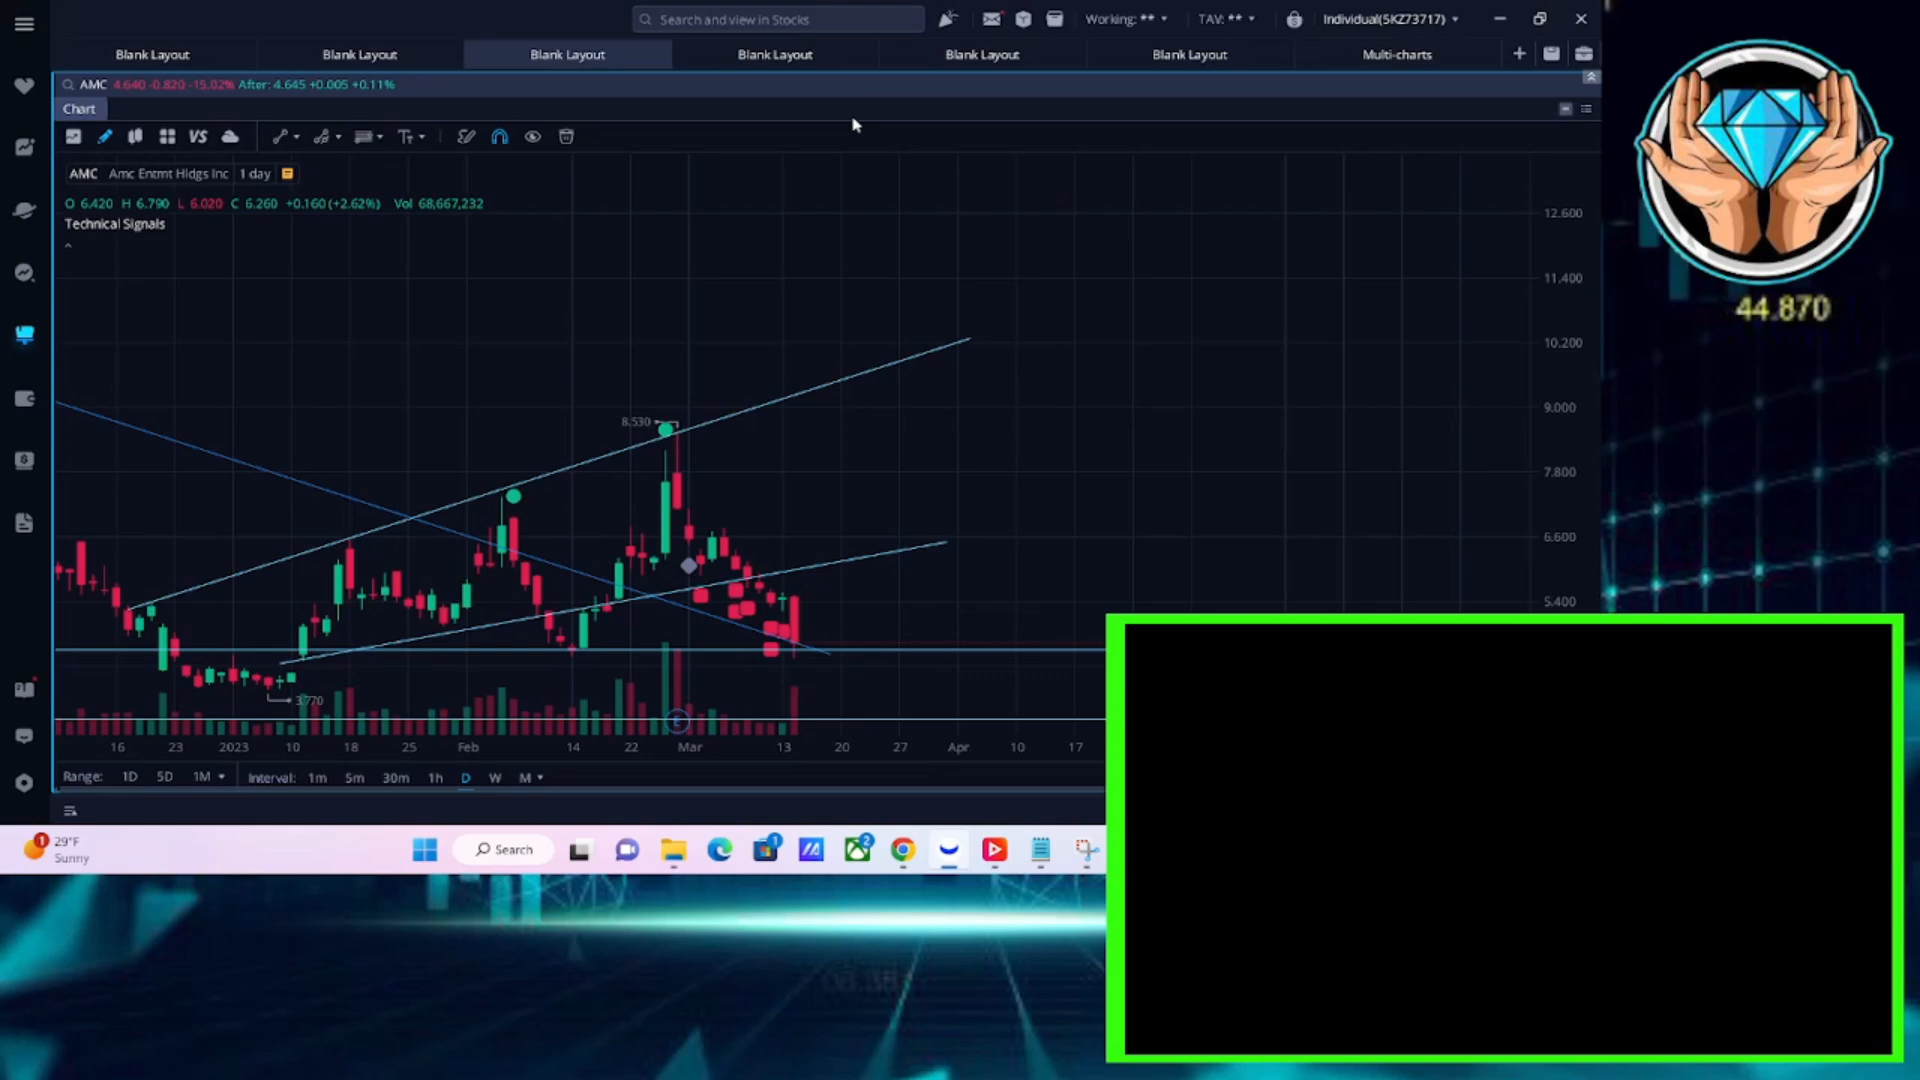 Search and view in Stocks
Working: **
TAV: **
Individual(5KZ73717)
Blank Layout
Blank Layout
Blank Layout
Blank Layout
Blank Layout
Blank Layout
Multi-charts
AMC 4.640 -0.820 -15.02% After: 4.645 +0.005 +0.11%
Chart
VS
AMC Amc Entmt Hldgs Inc 1 day
O 6.420 H 6.790 L 6.020 C 6.260 +0.160 (+2.62%) Vol 68,667,232
Technical Signals
12.600
11.400
44.870
10.200
9.000
8.530
7.800
6.600
5.400
3.770
E
16 23 2023 10 18 25 Feb 14 22 Mar 13 20 27 Apr 10 17
Range: 1D 5D 1M Interval: 1m 5m 30m 1h D W M
1
29°F
Sunny
Search
1
2